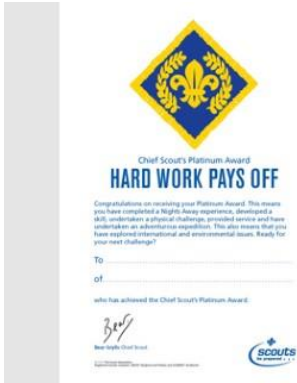 Chief Scout's Platinum Award
HARD WORK PAYS OFF
Congratulations on receiving your Platinum Award. This means
you have completed a Nights Away experience, developed a
skill, undertaken a physical challenge, provided service and have
undertaken an adventurous expedition. This also means that you
have explored international and environmental issues. Ready for
your next challenge?
To
of
who has achieved the Chief Scout's Platinum Award.
Bear
Bear Grylls Chief Scout
scouts
be prepared...